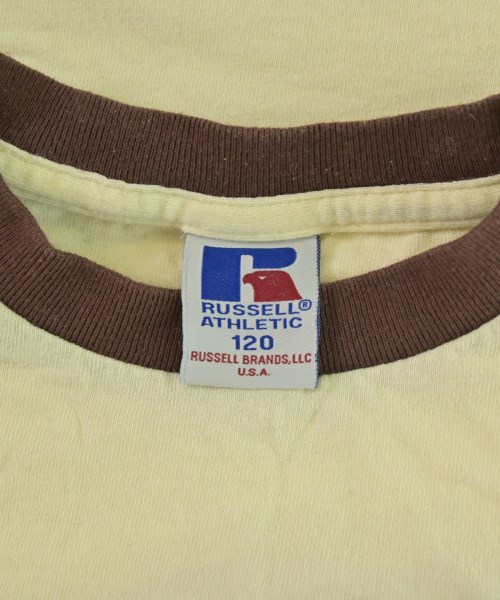 RUSSELL®
ATHLETIC
120
RUSSELL BRANDS,LLC
U.S.A.